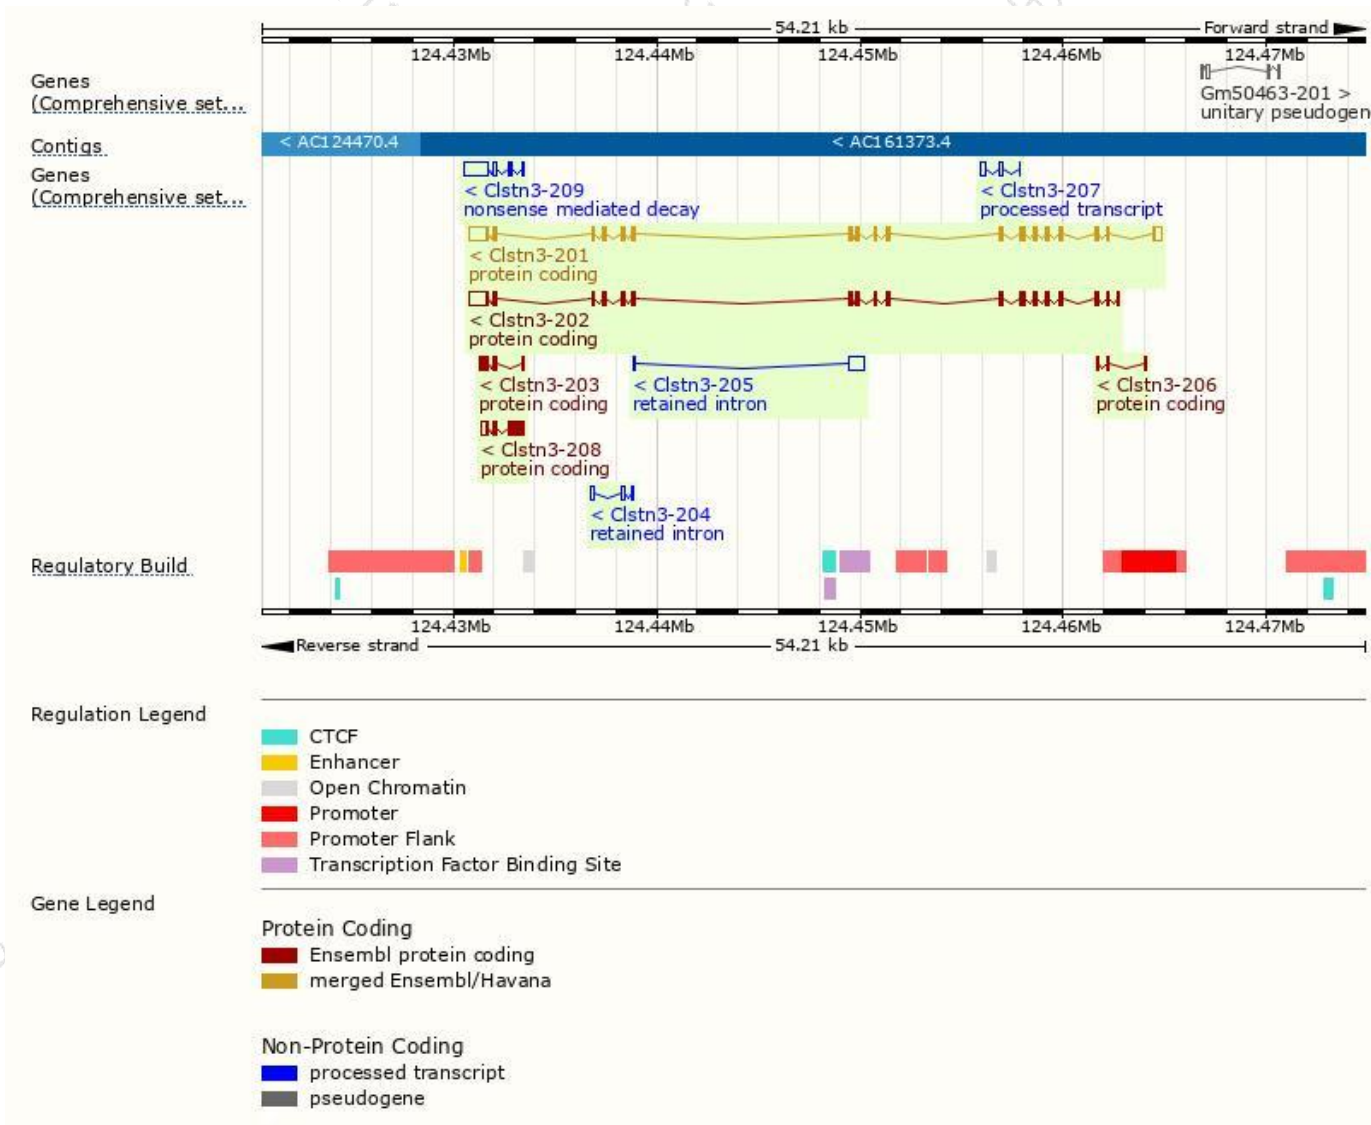 54.21 kb
Forward strand
124.43Mb 124.44Mb 124.45Mb 124.46Mb 124.47Mb
Genes
(Comprehensive set...
Gm50463-201 >
unitary pseudogen
Contigs
< AC124470.4
< AC161373.4
Genes
(Comprehensive set...
< Clstn3-209
nonsense mediated decay
< Clstn3-207
processed transcript
< Clstn3-201
protein coding
< Clstn3-202
protein coding
< Clstn3-203
protein coding
< Clstn3-205
retained intron
< Clstn3-206
protein coding
< Clstn3-208
protein coding
< Clstn3-204
retained intron
Regulatory Build
124.43Mb 124.44Mb 124.45Mb 124.46Mb 124.47Mb
Reverse strand
54.21 kb
Regulation Legend
CTCF
Enhancer
Open Chromatin
Promoter
Promoter Flank
Transcription Factor Binding Site
Gene Legend
Protein Coding
Ensembl protein coding
merged Ensembl/Havana
Non-Protein Coding
processed transcript
pseudogene